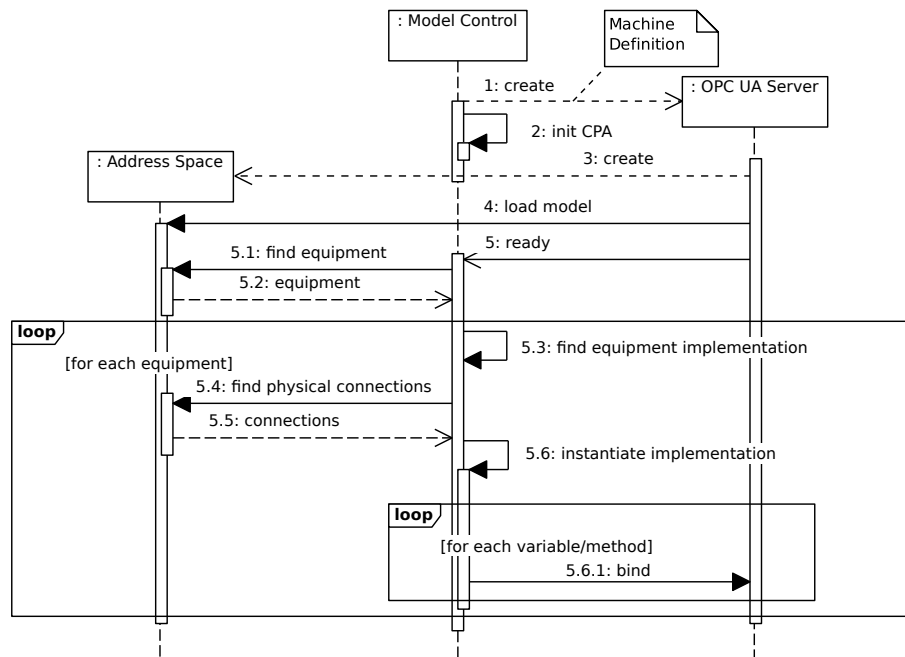 : Model Control
Machine
Definition
1: create
: OPC UA Server
2: init CPA
3: create
: Address Space
4: load model
5: ready
5.1: find equipment
5.2: equipment
loop
5.3: find equipment implementation
[for each equipment]
5.4: find physical connections
5.5: connections
5.6: instantiate implementation
loop
[for each variable/method]
5.6.1: bind